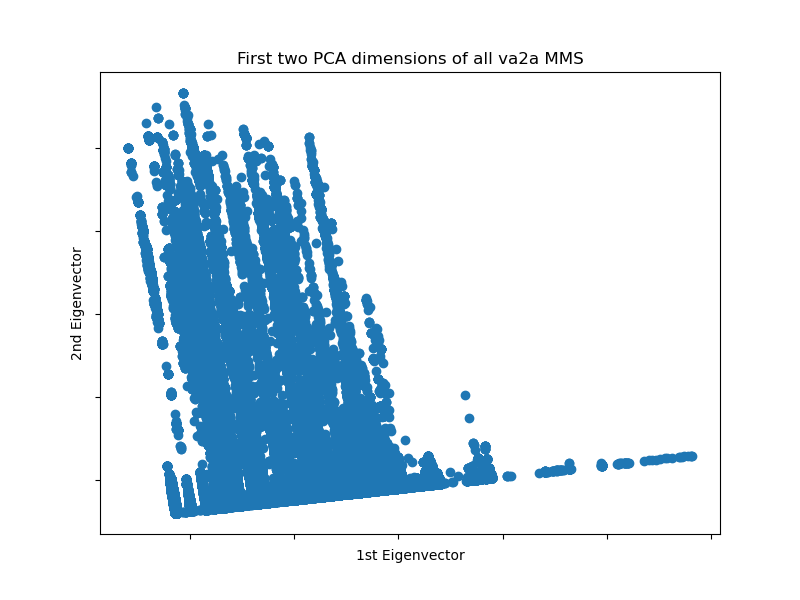 First two PCA dimensions of all va2a MMS
2nd Eigenvector
1st Eigenvector